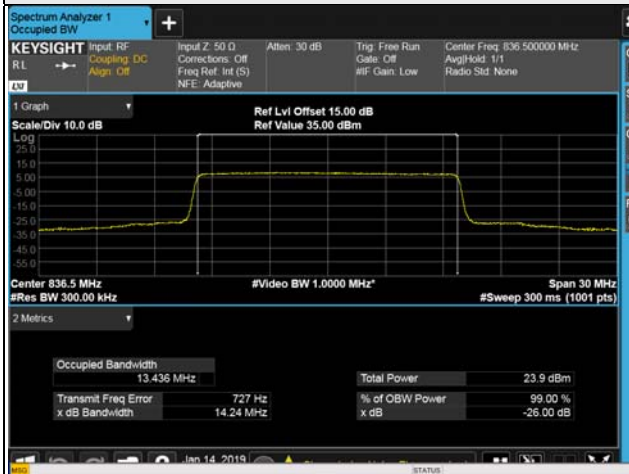 Spectrum Analyzer 1
Occupied BW
KEYSIGHT
RL
Input: RF
Coupling: DC
Align: Off
Input Z: 50 Ω
Corrections: Off
Freq Ref: Int (S)
NFE: Adaptive
Atten: 30 dB
Trig: Free Run
Gate: Off
#IF Gain: Low
Center Freq: 836.500000 MHz
Avg|Hold: 1/1
Radio Std: None
LXI
1 Graph
Scale/Div 10.0 dB
Ref Lvl Offset 15.00 dB
Ref Value 35.00 dBm
Log
25.0
15.0
5.00
-5.00
-15.0
-25.0
-35.0
-45.0
-55.0
Center 836.5 MHz
#Res BW 300.00 kHz
#Video BW 1.0000 MHz*
Span 30 MHz
#Sweep 300 ms (1001 pts)
2 Metrics
Occupied Bandwidth
13.436 MHz
Total Power 23.9 dBm
Transmit Freq Error 727 Hz
% of OBW Power 99.00 %
x dB Bandwidth 14.24 MHz
x dB -26.00 dB
Jan 14, 2019
MSG
STATUS